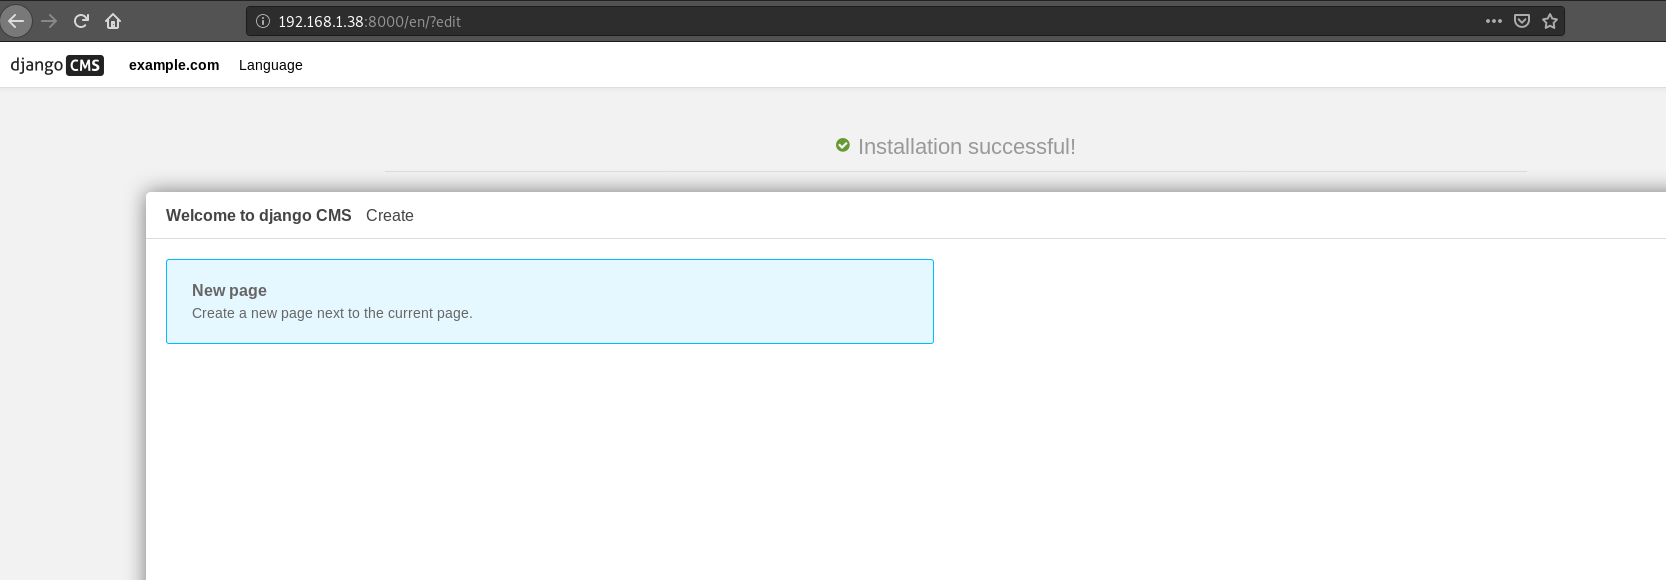 192.168.1.38:8000/en/?edit
django CMS example.com Language
Installation successful!
Welcome to django CMS Create
New page
Create a new page next to the current page.